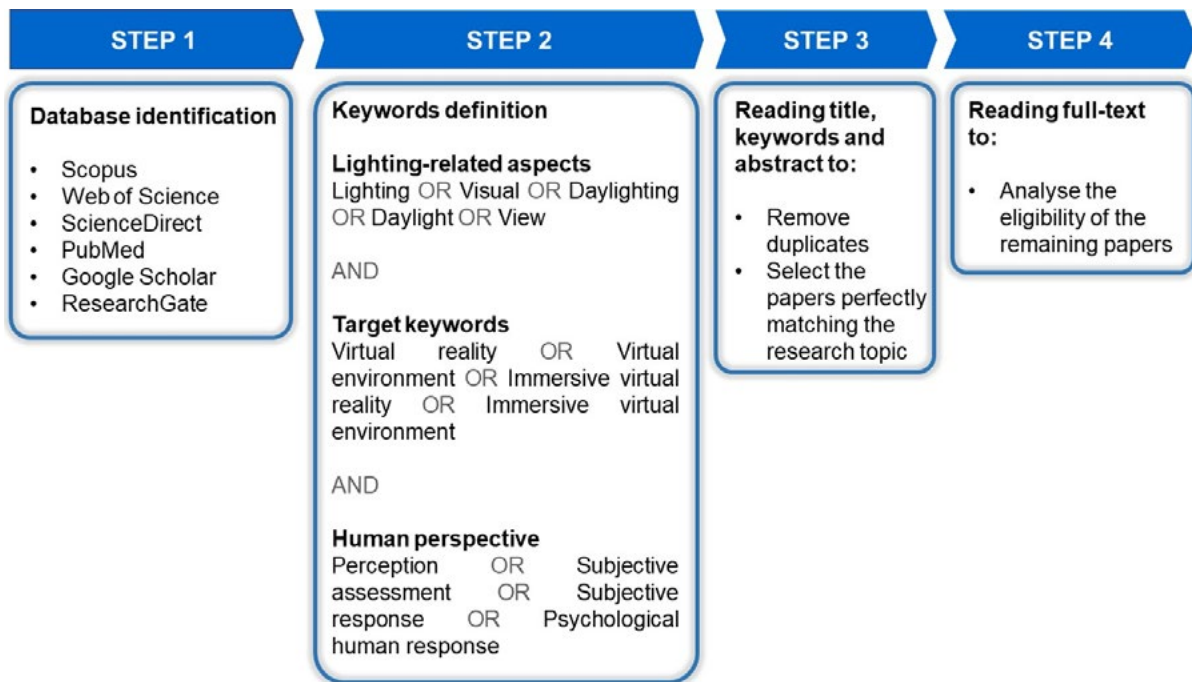 STEP 1
Database identification
• Scopus
• Web of Science
• ScienceDirect
• PubMed
• Google Scholar
• ResearchGate
STEP 2
Keywords definition
Lighting-related aspects
Lighting OR Visual OR Daylighting
OR Daylight OR View
AND
Target keywords
Virtual reality OR Virtual
environment OR Immersive virtual
reality OR Immersive virtual
environment
AND
Human perspective
Perception OR Subjective
assessment OR Subjective
response OR Psychological
human response
STEP 3
Reading title,
keywords and
abstract to:
• Remove
duplicates
• Select the
papers perfectly
matching the
research topic
STEP 4
Reading full-text
to:
• Analyse the
eligibility of the
remaining papers